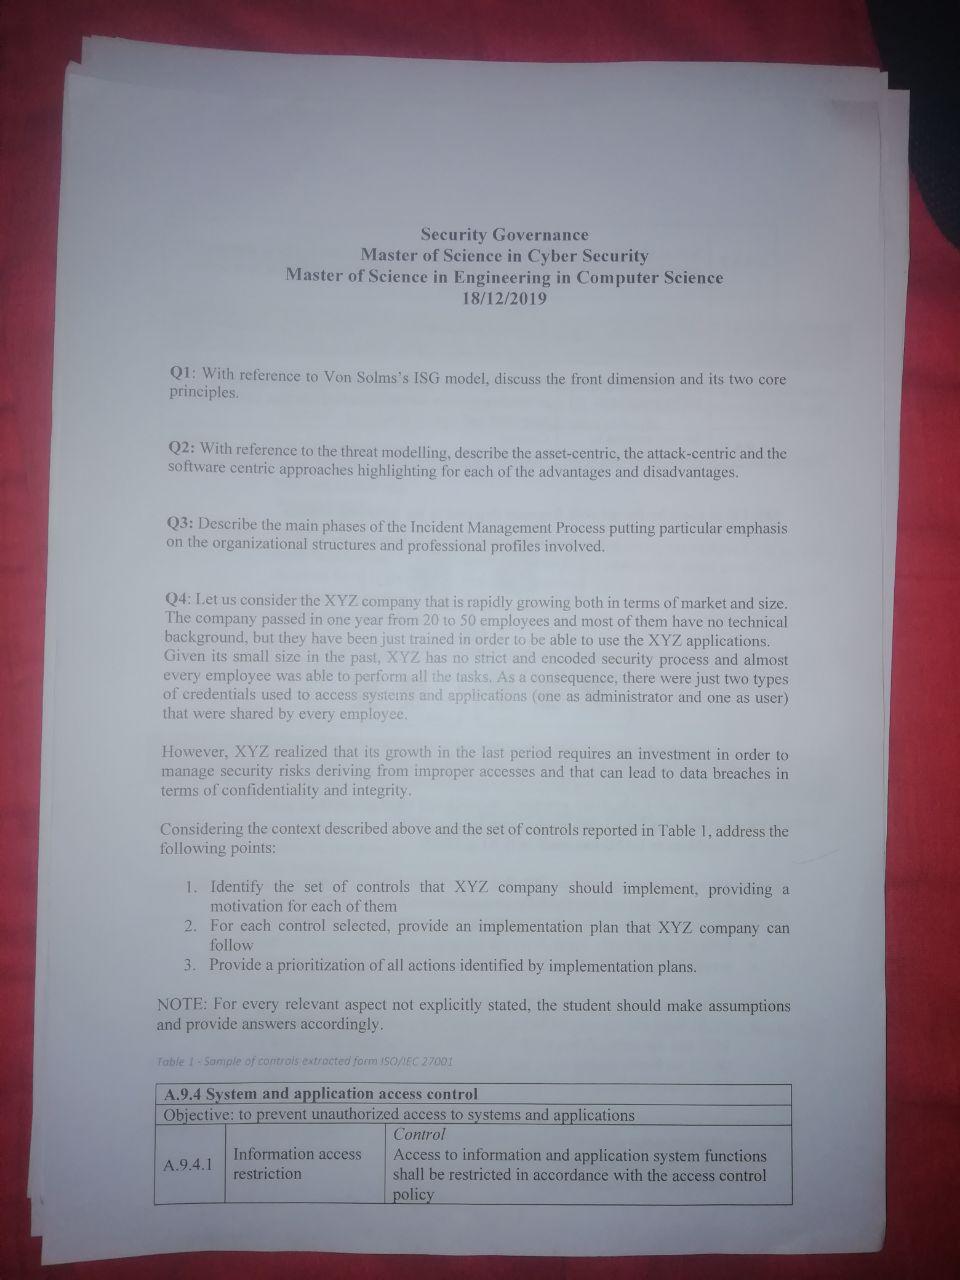 Security Governance
Master of Science in Cyber Security
Master of Science in Engineering in Computer Science
18/12/2019
Q1: With reference to Von Solms's ISG model, discuss the front dimension and its two core
principles.
Q2: With reference to the threat modelling, describe the asset-centric, the attack-centric and the
software centric approaches highlighting for each of the advantages and disadvantages.
Q3: Describe the main phases of the Incident Management Process putting particular emphasis
on the organizational structures and professional profiles involved.
Q4: Let us consider the XYZ company that is rapidly growing both in terms of market and size.
The company passed in one year from 20 to 50 employees and most of them have no technical
background, but they have been just trained in order to be able to use the XYZ applications.
Given its small size in the past, XYZ has no strict and encoded security process and almost
every employee was able to perform all the tasks. As a consequence, there were just two types
of credentials used to access systems and applications (one as administrator and one as user)
that were shared by every employee.
However, XYZ realized that its growth in the last period requires an investment in order to
manage security risks deriving from improper accesses and that can lead to data breaches in
terms of confidentiality and integrity.
Considering the context described above and the set of controls reported in Table 1, address the
following points:
1. Identify the set of controls that XYZ company should implement, providing a
motivation for each of them
2. For each control selected, provide an implementation plan that XYZ company can
follow
3. Provide a prioritization of all actions identified by implementation plans.
NOTE: For every relevant aspect not explicitly stated, the student should make assumptions
and provide answers accordingly.
Table 1 - Sample of controls extracted form ISO/IEC 27001
A.9.4 System and application access control
Objective: to prevent unauthorized access to systems and applications
A.9.4.1
Information access
restriction
Control
Access to information and application system functions
shall be restricted in accordance with the access control
policy